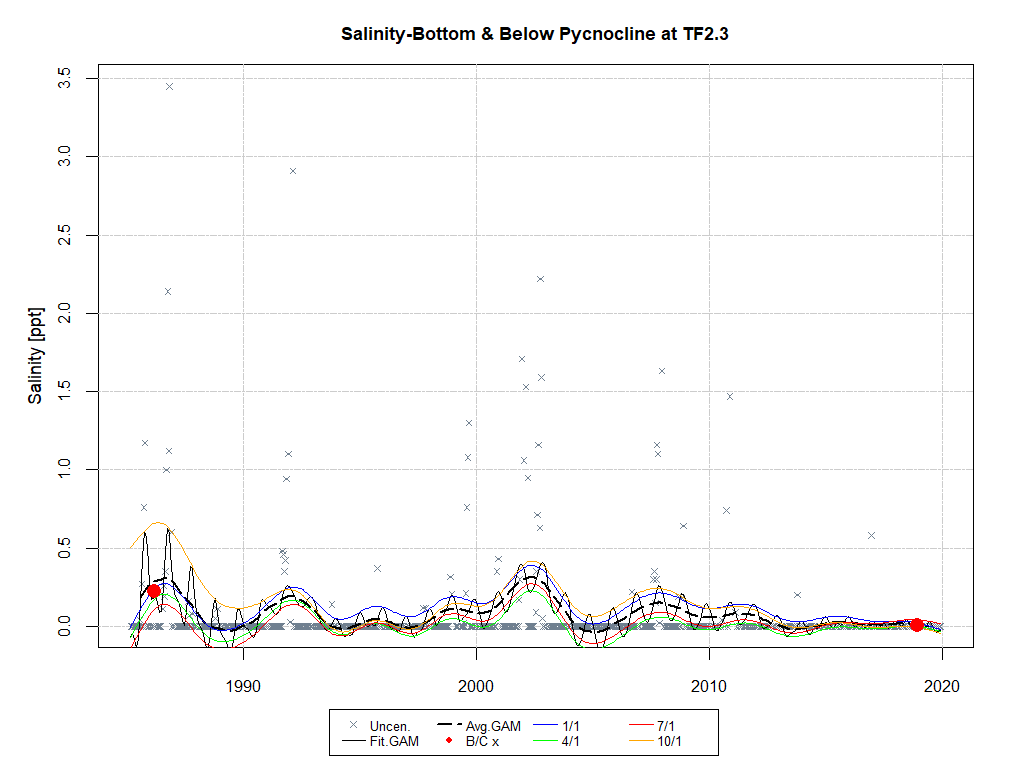 Salinity-Bottom & Below Pycnocline at TF2.3
Salinity [ppt]
3.5
3.0
2.5
2.0
1.5
1.0
0.5
0.0
1990 2000 2010 2020
Uncen. Avg.GAM 1/1 7/1
Fit.GAM B/C x 4/1 10/1